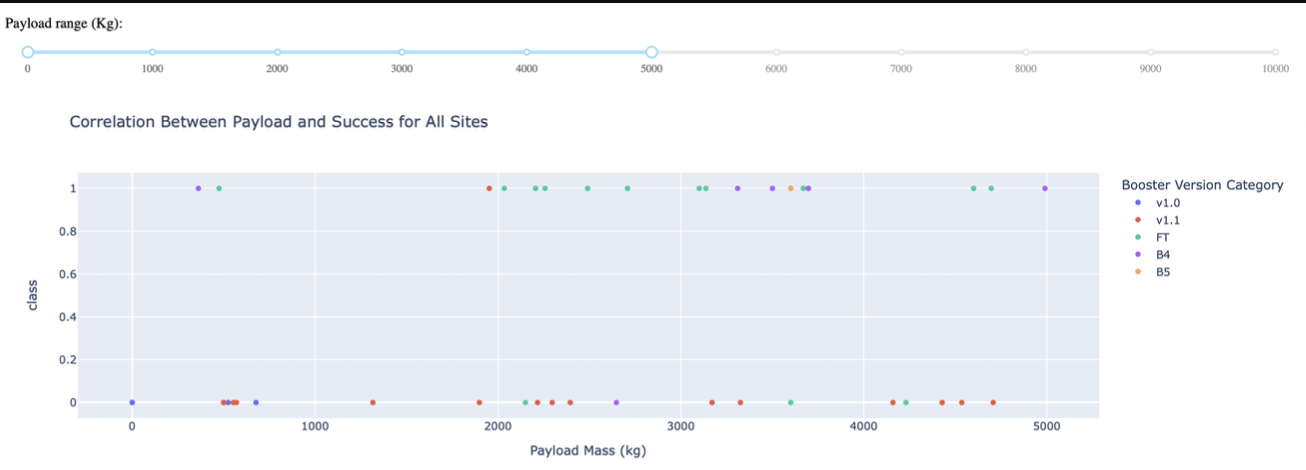 Payload range (Kg):
0 1000 2000 3000 4000 5000 6000 7000 8000 9000 10000
Correlation Between Payload and Success for All Sites
1
0.8
0.6
0.4
0.2
0
class
0 1000 2000 3000 4000 5000
Payload Mass (kg)
Booster Version Category
v1.0
v1.1
FT
B4
B5